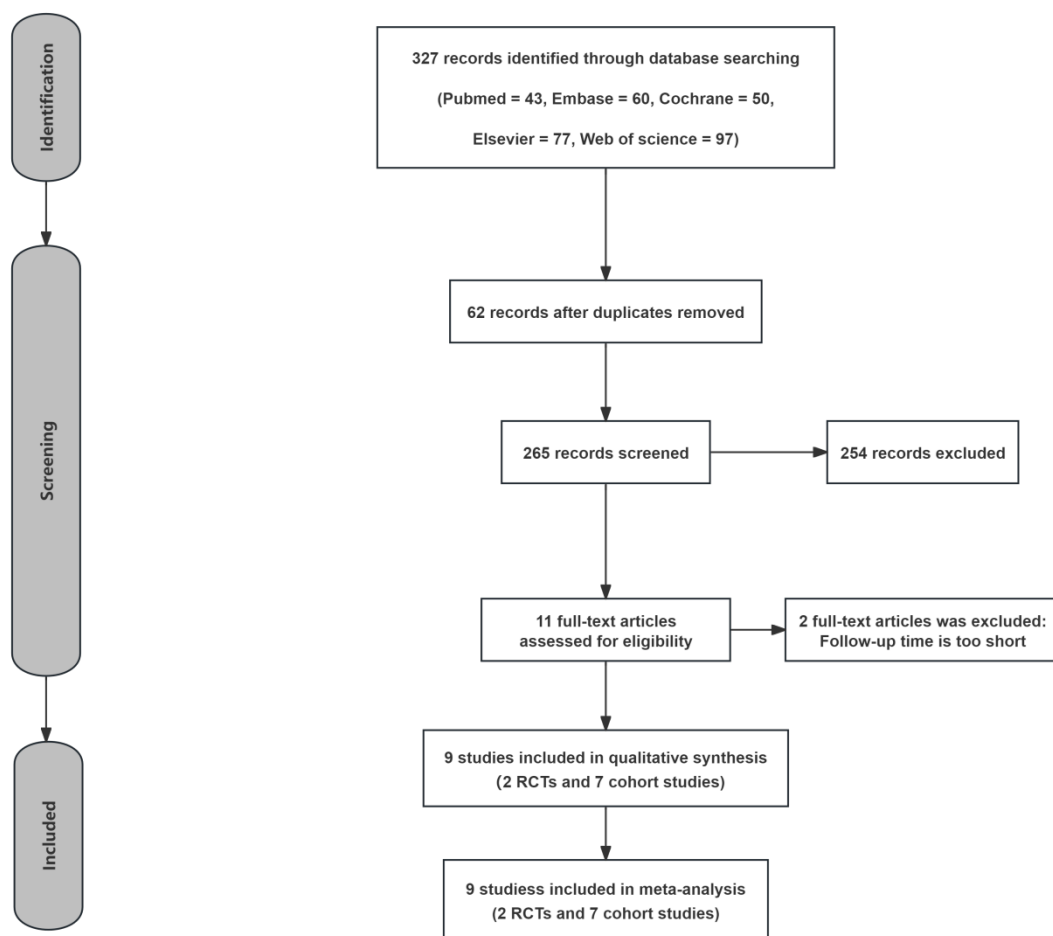 Identification
327 records identified through database searching
(Pubmed = 43, Embase = 60, Cochrane = 50,
Elsevier = 77, Web of science = 97)
Screening
62 records after duplicates removed
265 records screened
254 records excluded
11 full-text articles
assessed for eligibility
2 full-text articles was excluded:
Follow-up time is too short
Included
9 studies included in qualitative synthesis
(2 RCTs and 7 cohort studies)
9 studiess included in meta-analysis
(2 RCTs and 7 cohort studies)